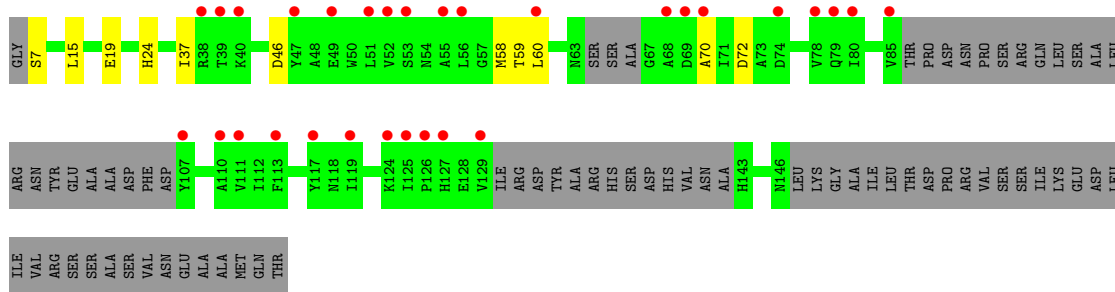 GLY S7 L15 E19 H24 I37 R38 T39 K40 D46 Y47 A48 E49 W50 L51 V52 S53 N54 A55 L56 G57 M58 T59 L60 N63 SER SER ALA G67 A68 D69 A70 I71 D72 A73 D74 V78 Q79 I80 V85 THR PRO ASP ASN PRO SER ARG GLN LEU SER ALA LEU
ARG ASN TYR GLU ALA ALA ASP PHE ASP Y107 A110 V111 I112 F113 Y117 N118 I119 K124 I125 P126 H127 E128 V129 ILE ARG ASP TYR ALA ARG HIS SER ASP HIS VAL ASN ALA H143 N146 LEU LYS GLY ALA ILE LEU THR ASP PRO ARG VAL SER SER ILE LYS GLU ASP LEU
ILE VAL ARG SER SER ALA SER VAL ASN GLU ALA ALA MET GLN THR